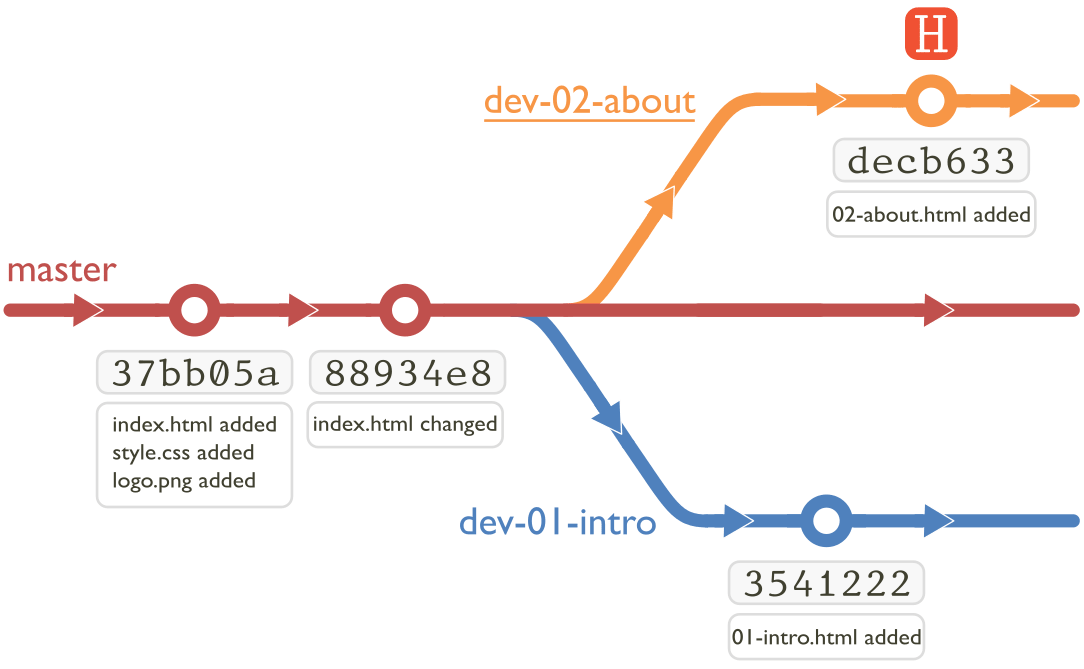 H
dev-02-about
decb633
02-about.html added
master
37bb05a
index.html added
style.css added
logo.png added
88934e8
index.html changed
dev-01-intro
3541222
01-intro.html added